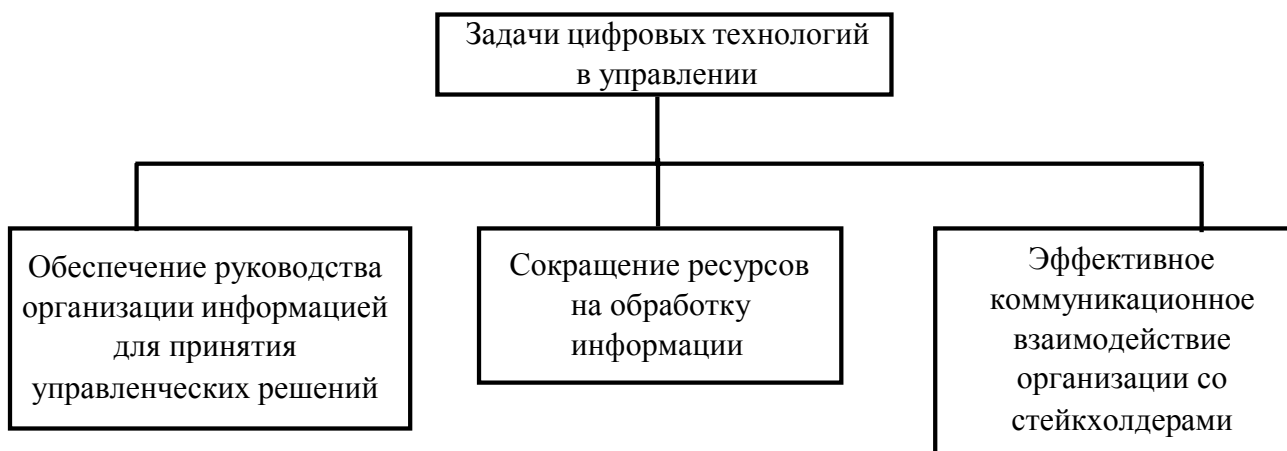 Задачи цифровых технологий
в управлении
Обеспечение руководства
организации информацией
для принятия
управленческих решений
Сокращение ресурсов
на обработку
информации
Эффективное
коммуникационное
взаимодействие
организации со
стейкхолдерами